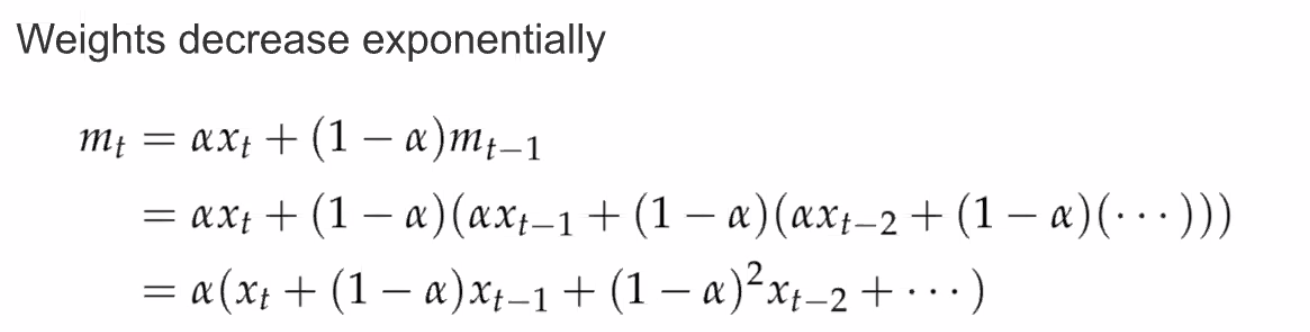 Weights decrease exponentially
mₜ = αxₜ + (1 − α)mₜ₋₁
= αxₜ + (1 − α)(αxₜ₋₁ + (1 − α)(αxₜ₋₂ + (1 − α)(⋯)))
= α(xₜ + (1 − α)xₜ₋₁ + (1 − α)²xₜ₋₂ + ⋯)